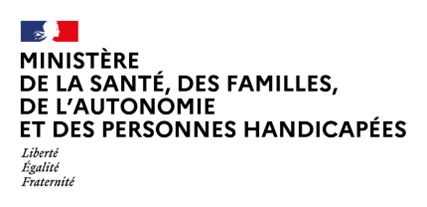 MINISTÈRE
DE LA SANTÉ, DES FAMILLES,
DE L'AUTONOMIE
ET DES PERSONNES HANDICAPÉES
Liberté
Égalité
Fraternité